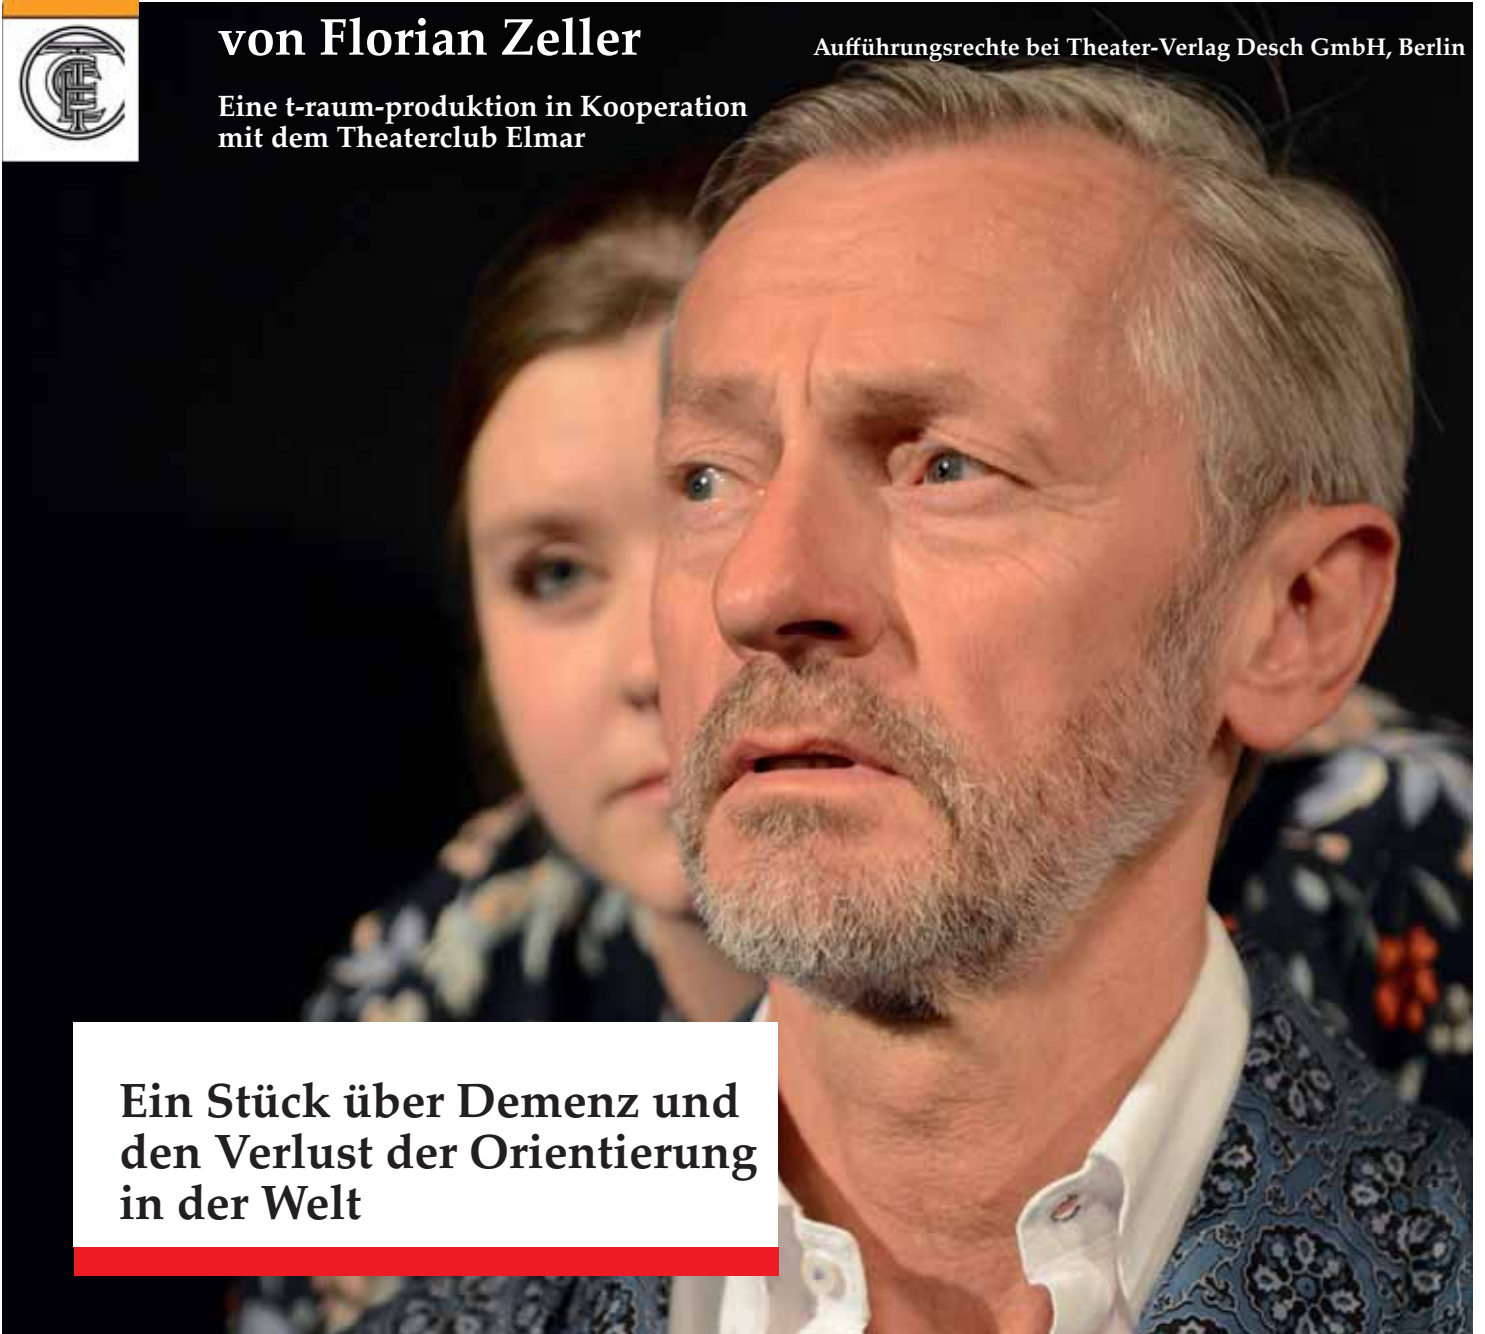 von Florian Zeller
Aufführungsrechte bei Theater-Verlag Desch GmbH, Berlin
Eine t-raum-produktion in Kooperation
mit dem Theaterclub Elmar
Ein Stück über Demenz und
den Verlust der Orientierung
in der Welt